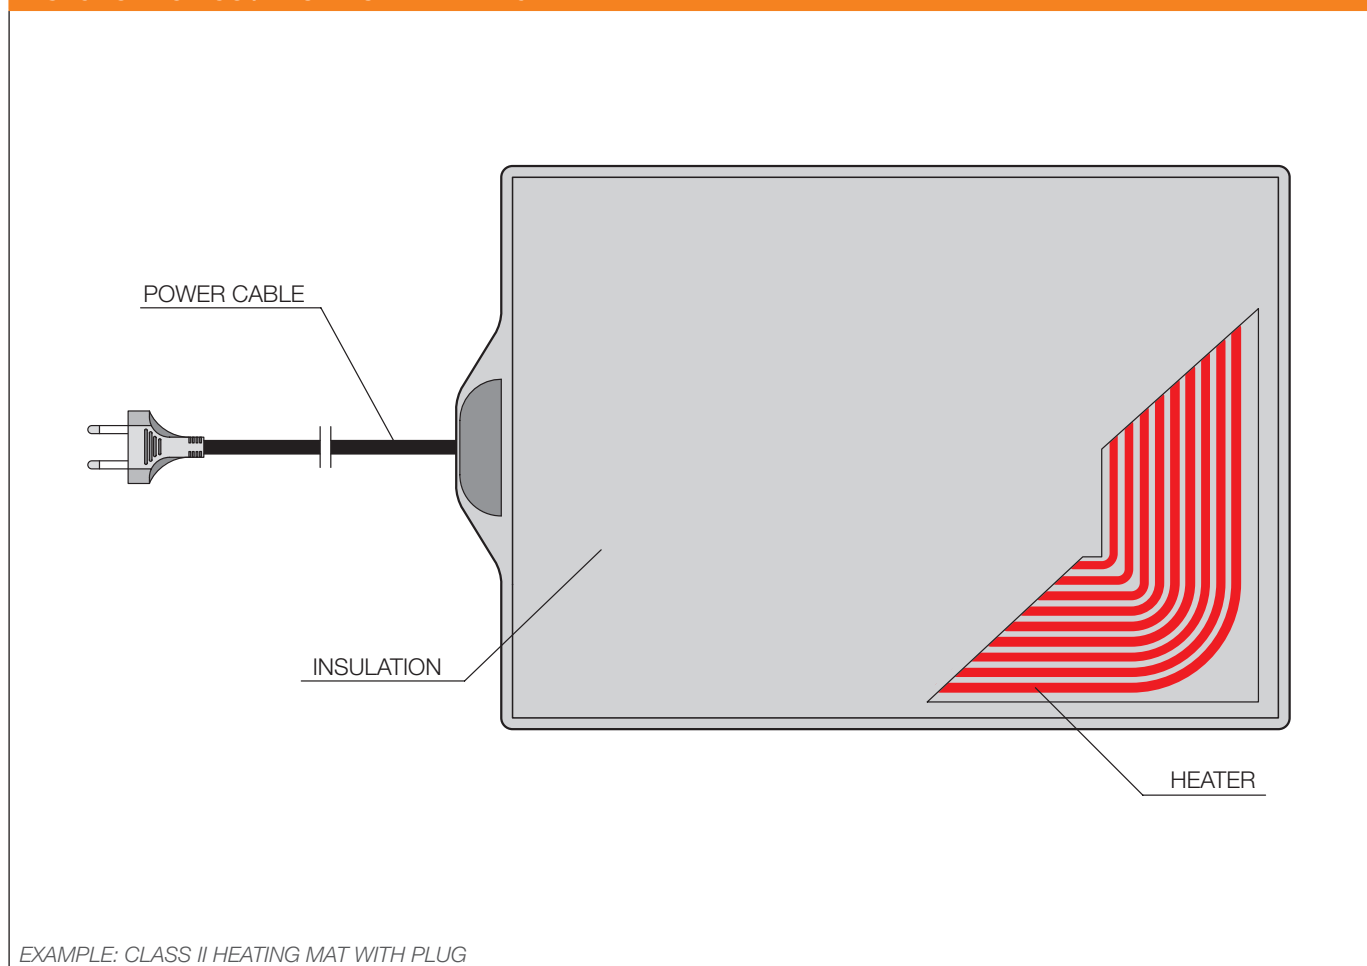 POWER CABLE
INSULATION
HEATER
EXAMPLE: CLASS II HEATING MAT WITH PLUG